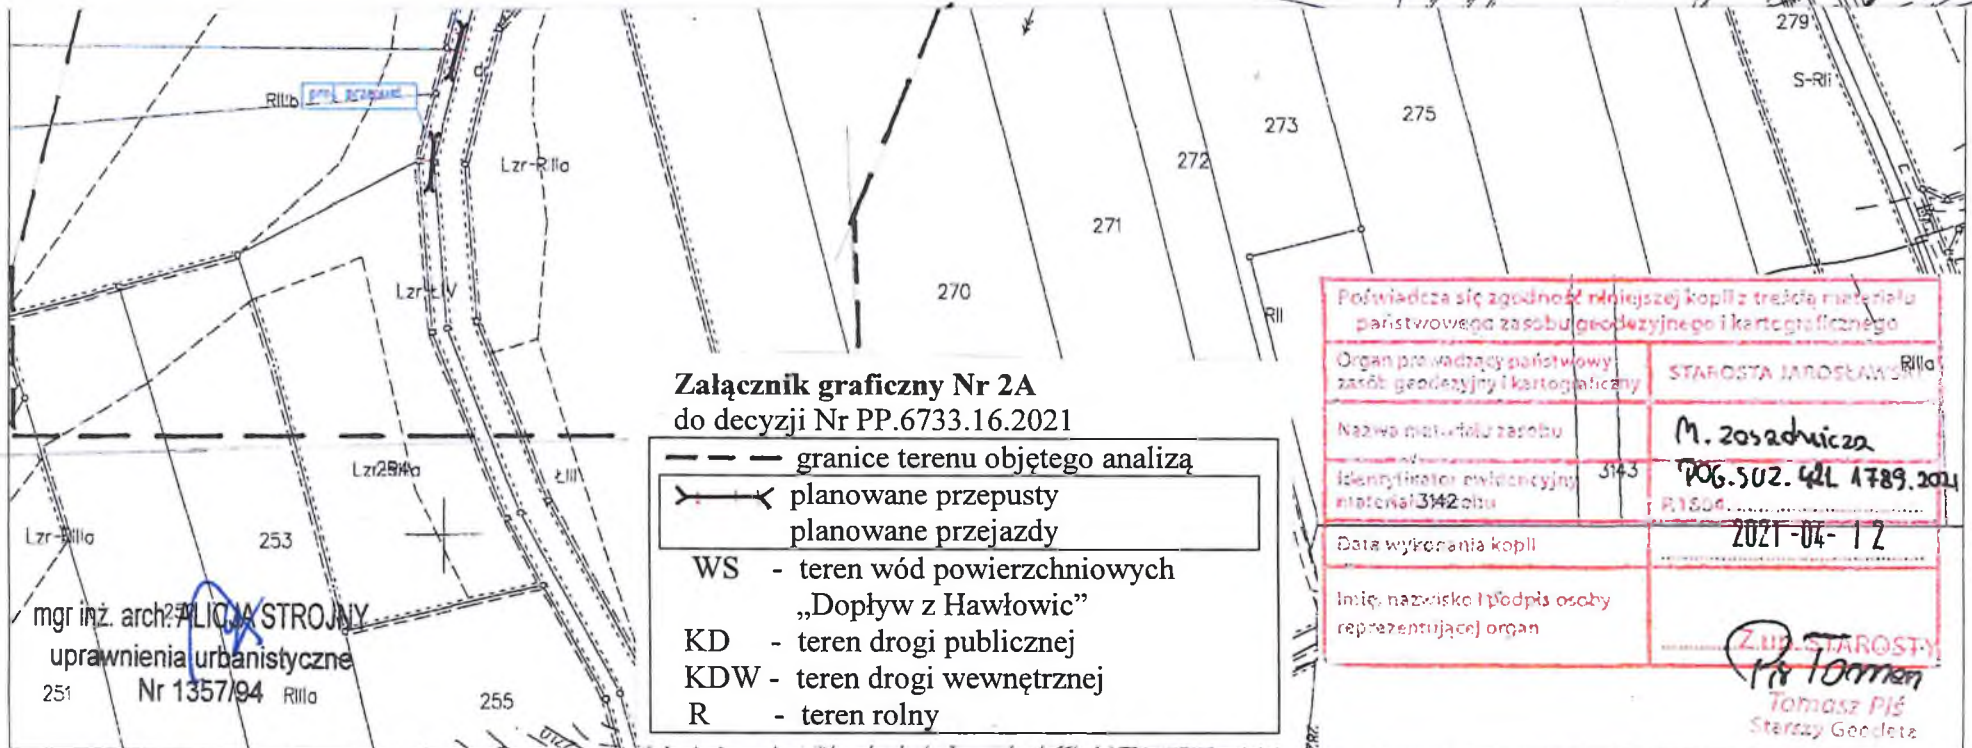 279
S-RII
275
273
272
271
270
RII
RIIIb
proj. przepust
d
Lzr-RIIIa
Lzr-ŁIV
ŁIII
Lzr-RIIIa
253
251
RIIIa
255
Załącznik graficzny Nr 2A
do decyzji Nr PP.6733.16.2021
granice terenu objętego analizą
planowane przepusty
planowane przejazdy
WS - teren wód powierzchniowych
„Dopływ z Hawłowic”
KD - teren drogi publicznej
KDW - teren drogi wewnętrznej
R - teren rolny
mgr inż. arch. ALICJA STROJNY
uprawnienia urbanistyczne
Nr 1357/94
Poświadcza się zgodność niniejszej kopii z treścią materiału
państwowego zasobu geodezyjnego i kartograficznego
Organ prowadzący państwowy
zasób geodezyjny i kartograficzny
STAROSTA JAROSŁAWSKI
RIIIa
Nazwa materiału zasobu
M. zasadnicza
Identyfikator ewidencyjny
materiału zasobu
3143
3142
P.1804
1789.2021
Data wykonania kopii
2021-04-12
Imię, nazwisko i podpis osoby
reprezentującej organ
Z up. STAROSTY
Tomasz Piś
Starszy Geodeta